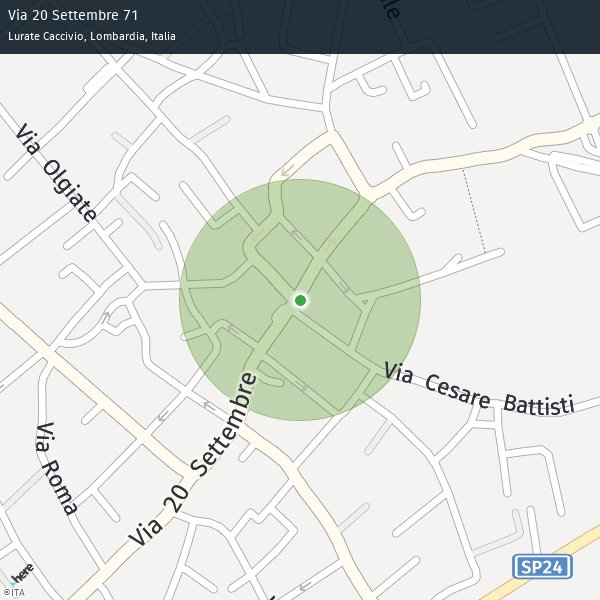 Via 20 Settembre 71
Lurate Caccivio, Lombardia, Italia
Via Olgiate
Via Cesare Battisti
Via 20 Settembre
Via Roma
SP24
here
©ITA